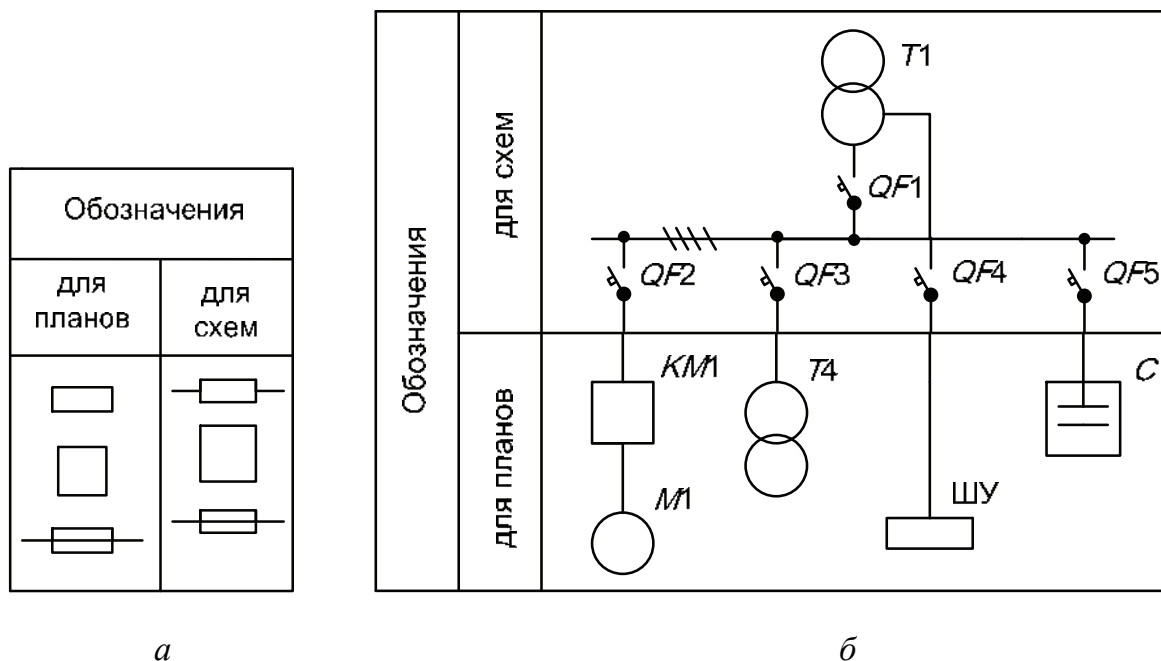 Обозначения
для
планов
для
схем
а
Обозначения
для схем
для планов
T1
QF1
QF2
QF3
QF4
QF5
KM1
T4
C
M1
ШУ
б